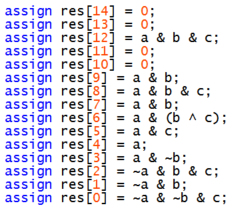 assign res[14] = 0;
assign res[13] = 0;
assign res[12] = a & b & c;
assign res[11] = 0;
assign res[10] = 0;
assign res[9] = a & b;
assign res[8] = a & b & c;
assign res[7] = a & b;
assign res[6] = a & (b ^ c);
assign res[5] = a & c;
assign res[4] = a;
assign res[3] = a & ~b;
assign res[2] = ~a & b & c;
assign res[1] = ~a & b;
assign res[0] = ~a & ~b & c;